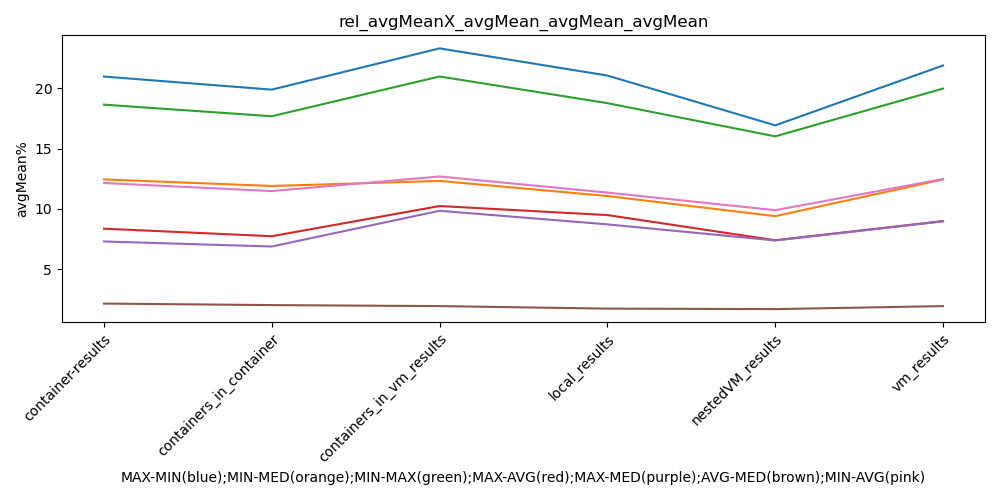 rel_avgMeanX_avgMean_avgMean_avgMean
avgMean%
20
15
10
5
container-results
containers_in_container
containers_in_vm_results
local_results
nestedVM_results
vm_results
MAX-MIN(blue);MIN-MED(orange);MIN-MAX(green);MAX-AVG(red);MAX-MED(purple);AVG-MED(brown);MIN-AVG(pink)